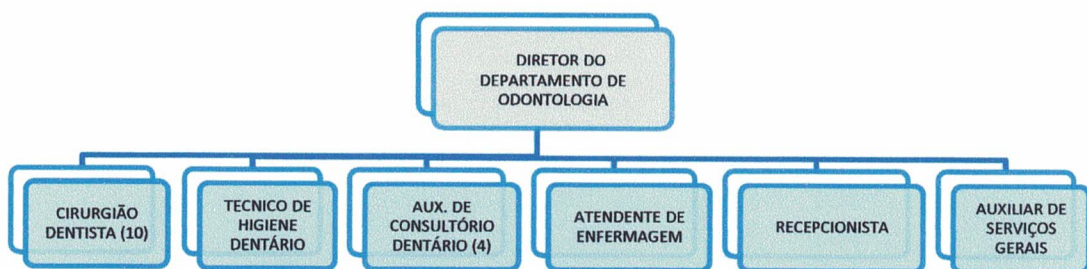 DIRETOR DO
DEPARTAMENTO DE
ODONTOLOGIA
CIRURGIÃO
DENTISTA (10)
TECNICO DE
HIGIENE
DENTÁRIO
AUX. DE
CONSULTÓRIO
DENTÁRIO (4)
ATENDENTE DE
ENFERMAGEM
RECEPCIONISTA
AUXILIAR DE
SERVIÇOS
GERAIS